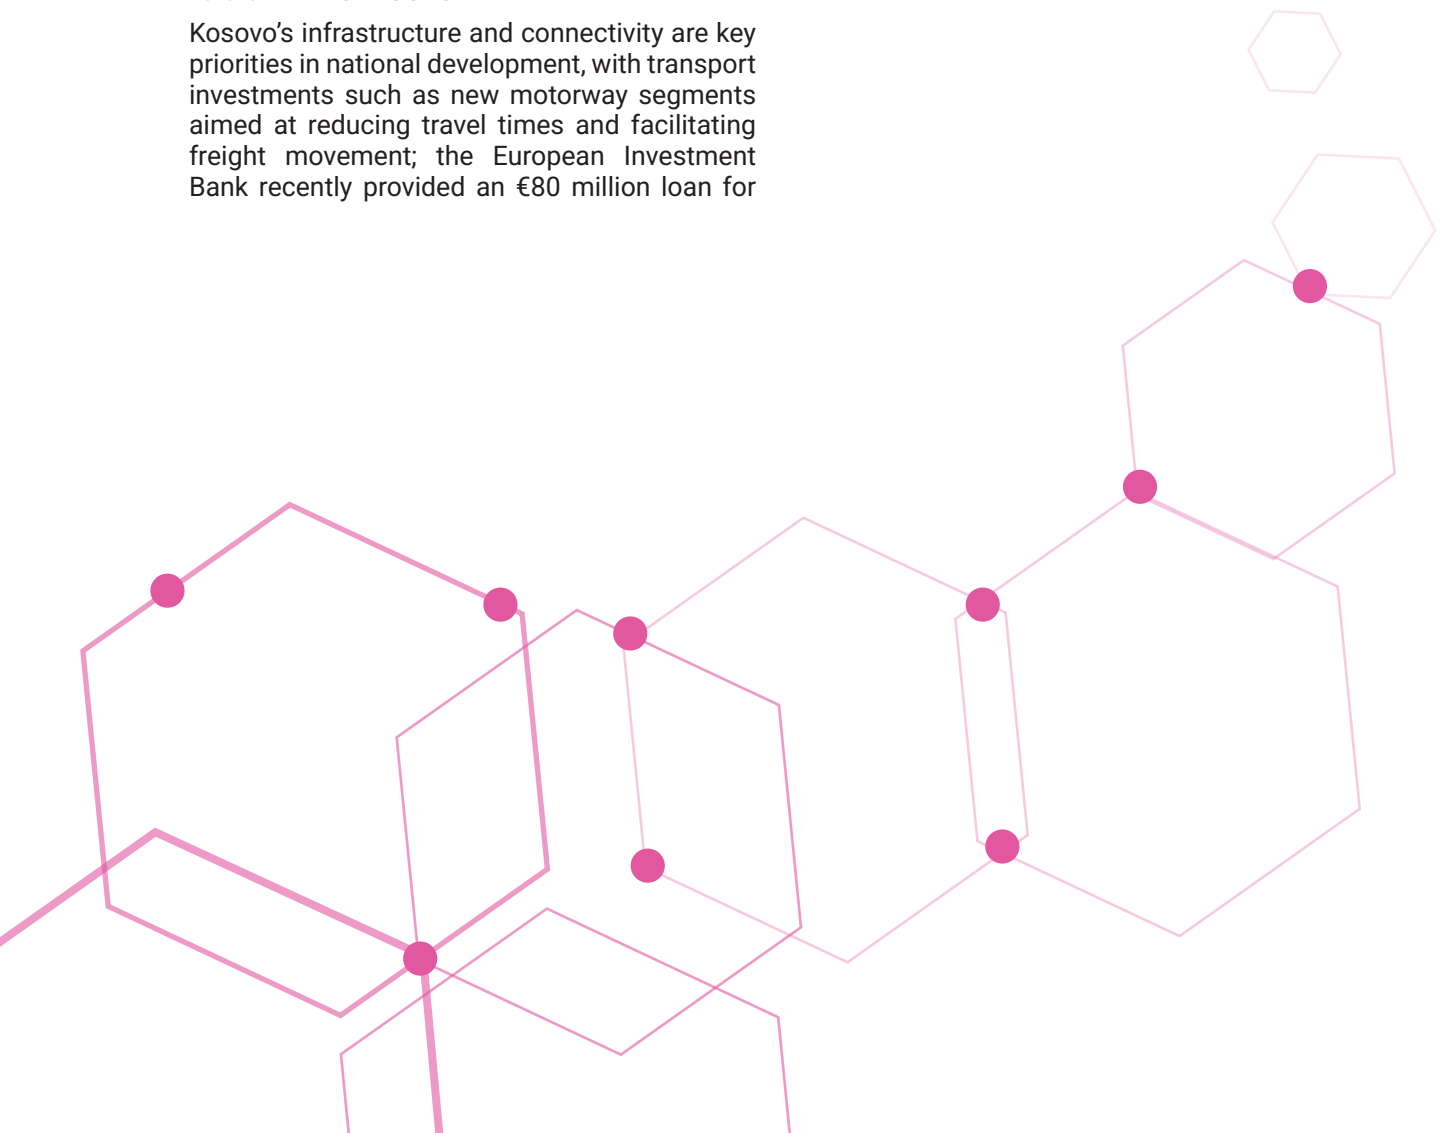 Kosovo’s infrastructure and connectivity are key
priorities in national development, with transport
investments such as new motorway segments
aimed at reducing travel times and facilitating
freight movement; the European Investment
Bank recently provided an €80 million loan for